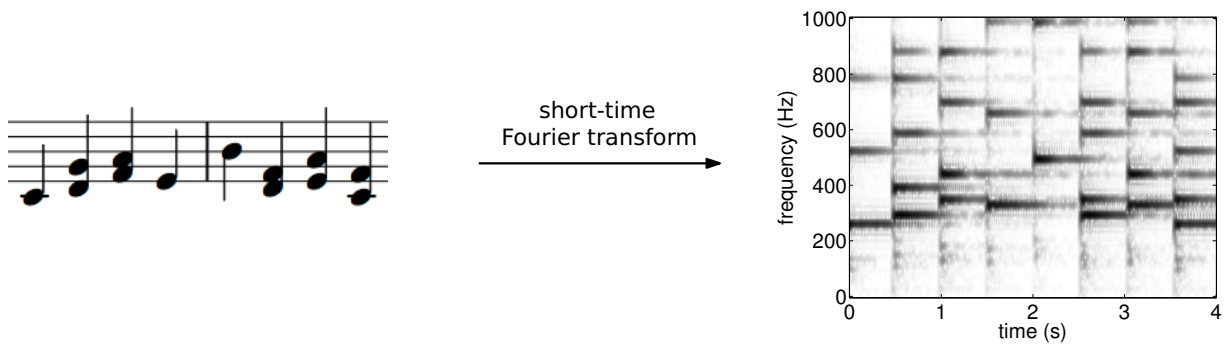 short-time
Fourier transform
frequency (Hz)
1000
800
600
400
200
0
0 1 2 3 4
time (s)